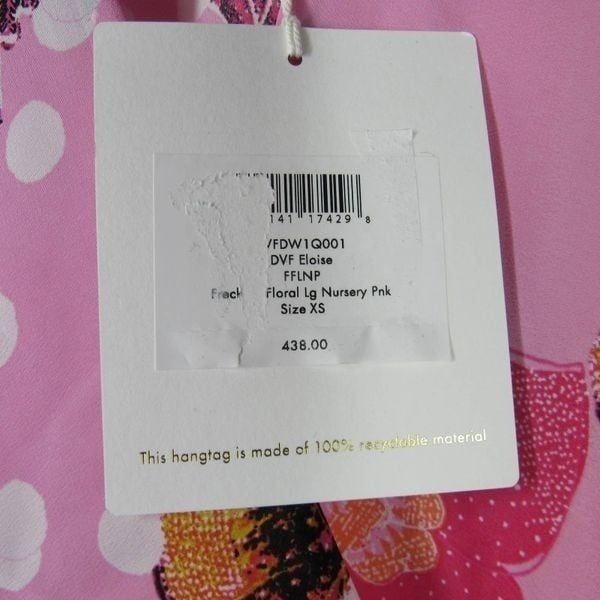 141 17429 8
VFDW1Q001
DVF Eloise
FFLNP
Floral Lg Nursery Pnk
Size XS
438.00
This hangtag is made of 100% recyclable material